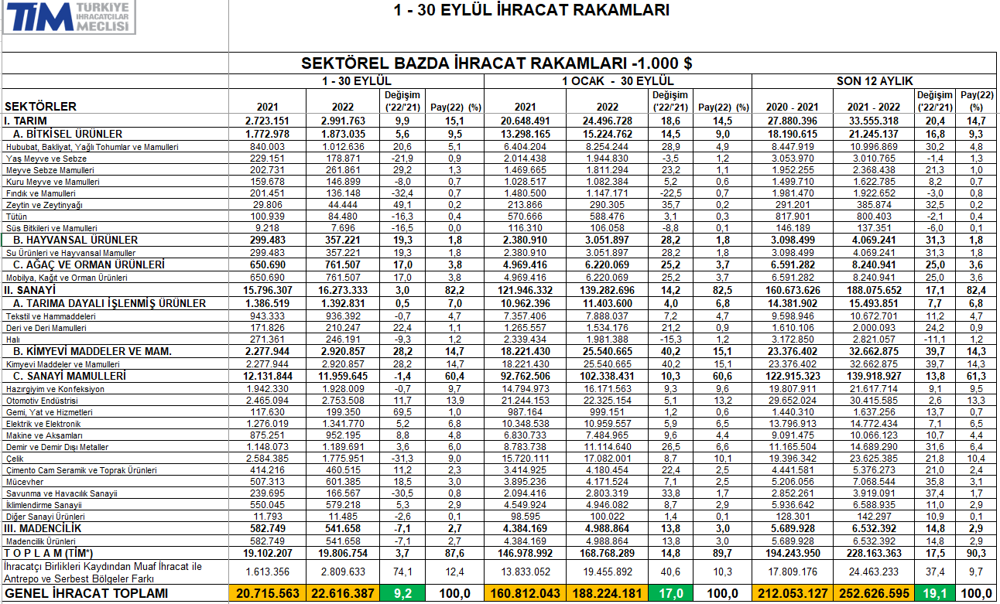 TİM TÜRKİYE
İHRACATÇILAR
MECLİSİ
1 - 30 EYLÜL İHRACAT RAKAMLARI
SEKTÖREL BAZDA İHRACAT RAKAMLARI -1.000 $
1 - 30 EYLÜL 1 OCAK - 30 EYLÜL SON 12 AYLIK
SEKTÖRLER 2021 2022 Değişim ('22/'21) Pay(22) (%) 2021 2022 Değişim ('22/'21) Pay(22) (%) 2020 - 2021 2021 - 2022 Değişim ('22/'21) Pay(22) (%)
I. TARIM 2.723.151 2.991.763 9,9 15,1 20.648.491 24.496.728 18,6 14,5 27.880.396 33.555.318 20,4 14,7
A. BİTKİSEL ÜRÜNLER 1.772.978 1.873.035 5,6 9,5 13.298.165 15.224.762 14,5 9,0 18.190.615 21.245.137 16,8 9,3
Hububat, Bakliyat, Yağlı Tohumlar ve Mamulleri 840.003 1.012.636 20,6 5,1 6.404.204 8.254.244 28,9 4,9 8.447.919 10.996.869 30,2 4,8
Yaş Meyve ve Sebze 229.151 178.871 -21,9 0,9 2.014.438 1.944.830 -3,5 1,2 3.053.970 3.010.765 -1,4 1,3
Meyve Sebze Mamulleri 202.731 261.861 29,2 1,3 1.469.665 1.811.294 23,2 1,1 1.952.255 2.368.438 21,3 1,0
Kuru Meyve ve Mamulleri 159.678 146.899 -8,0 0,7 1.028.517 1.082.384 5,2 0,6 1.499.710 1.622.785 8,2 0,7
Fındık ve Mamulleri 201.451 136.148 -32,4 0,7 1.480.500 1.147.171 -22,5 0,7 1.981.470 1.922.652 -3,0 0,8
Zeytin ve Zeytinyağı 29.806 44.444 49,1 0,2 213.866 290.305 35,7 0,2 291.201 385.874 32,5 0,2
Tütün 100.939 84.480 -16,3 0,4 570.666 588.476 3,1 0,3 817.901 800.403 -2,1 0,4
Süs Bitkileri ve Mamulleri 9.218 7.696 -16,5 0,0 116.310 106.058 -8,8 0,1 146.189 137.351 -6,0 0,1
B. HAYVANSAL ÜRÜNLER 299.483 357.221 19,3 1,8 2.380.910 3.051.897 28,2 1,8 3.098.499 4.069.241 31,3 1,8
Su Ürünleri ve Hayvansal Mamuller 299.483 357.221 19,3 1,8 2.380.910 3.051.897 28,2 1,8 3.098.499 4.069.241 31,3 1,8
C. AĞAÇ VE ORMAN ÜRÜNLERİ 650.690 761.507 17,0 3,8 4.969.416 6.220.069 25,2 3,7 6.591.282 8.240.941 25,0 3,6
Mobilya, Kağıt ve Orman Ürünleri 650.690 761.507 17,0 3,8 4.969.416 6.220.069 25,2 3,7 6.591.282 8.240.941 25,0 3,6
II. SANAYİ 15.796.307 16.273.333 3,0 82,2 121.946.332 139.282.696 14,2 82,5 160.673.626 188.075.652 17,1 82,4
A. TARIMA DAYALI İŞLENMİŞ ÜRÜNLER 1.386.519 1.392.831 0,5 7,0 10.962.396 11.403.600 4,0 6,8 14.381.902 15.493.851 7,7 6,8
Tekstil ve Hammaddeleri 943.333 936.392 -0,7 4,7 7.357.406 7.888.037 7,2 4,7 9.598.946 10.672.701 11,2 4,7
Deri ve Deri Mamulleri 171.826 210.247 22,4 1,1 1.265.557 1.534.176 21,2 0,9 1.610.106 2.000.093 24,2 0,9
Halı 271.361 246.191 -9,3 1,2 2.339.434 1.981.388 -15,3 1,2 3.172.850 2.821.057 -11,1 1,2
B. KİMYEVİ MADDELER VE MAM. 2.277.944 2.920.857 28,2 14,7 18.221.430 25.540.665 40,2 15,1 23.376.402 32.662.875 39,7 14,3
Kimyevi Maddeler ve Mamulleri 2.277.944 2.920.857 28,2 14,7 18.221.430 25.540.665 40,2 15,1 23.376.402 32.662.875 39,7 14,3
C. SANAYİ MAMULLERİ 12.131.844 11.959.645 -1,4 60,4 92.762.506 102.338.431 10,3 60,6 122.915.323 139.918.927 13,8 61,3
Hazırgiyim ve Konfeksiyon 1.942.330 1.928.009 -0,7 9,7 14.794.973 16.171.563 9,3 9,6 19.807.911 21.617.714 9,1 9,5
Otomotiv Endüstrisi 2.465.094 2.753.508 11,7 13,9 21.244.153 22.325.154 5,1 13,2 29.652.024 30.415.585 2,6 13,3
Gemi, Yat ve Hizmetleri 117.630 199.350 69,5 1,0 987.164 999.151 1,2 0,6 1.440.310 1.637.256 13,7 0,7
Elektrik ve Elektronik 1.276.019 1.341.770 5,2 6,8 10.348.538 10.959.557 5,9 6,5 13.796.913 14.772.434 7,1 6,5
Makine ve Aksamları 875.251 952.195 8,8 4,8 6.830.733 7.484.965 9,6 4,4 9.091.475 10.066.123 10,7 4,4
Demir ve Demir Dışı Metaller 1.148.073 1.189.691 3,6 6,0 8.783.738 11.114.640 26,5 6,6 11.165.504 14.689.290 31,6 6,4
Çelik 2.584.385 1.775.951 -31,3 9,0 15.720.111 17.082.001 8,7 10,1 19.396.342 23.625.385 21,8 10,4
Çimento Cam Seramik ve Toprak Ürünleri 414.216 460.515 11,2 2,3 3.414.925 4.180.454 22,4 2,5 4.441.581 5.376.273 21,0 2,4
Mücevher 507.313 601.385 18,5 3,0 3.895.236 4.171.524 7,1 2,5 5.206.056 7.068.544 35,8 3,1
Savunma ve Havacılık Sanayii 239.695 166.567 -30,5 0,8 2.094.416 2.803.319 33,8 1,7 2.852.261 3.919.091 37,4 1,7
İklimlendirme Sanayii 550.045 579.218 5,3 2,9 4.549.924 4.946.082 8,7 2,9 5.936.642 6.588.935 11,0 2,9
Diğer Sanayi Ürünleri 11.793 11.485 -2,6 0,1 98.595 100.022 1,4 0,1 128.301 142.297 10,9 0,1
III. MADENCİLİK 582.749 541.658 -7,1 2,7 4.384.169 4.988.864 13,8 3,0 5.689.928 6.532.392 14,8 2,9
Madencilik Ürünleri 582.749 541.658 -7,1 2,7 4.384.169 4.988.864 13,8 3,0 5.689.928 6.532.392 14,8 2,9
T O P L A M (TİM*) 19.102.207 19.806.754 3,7 87,6 146.978.992 168.768.289 14,8 89,7 194.243.950 228.163.363 17,5 90,3
İhracatçı Birlikleri Kaydından Muaf İhracat ile
Antrepo ve Serbest Bölgeler Farkı 1.613.356 2.809.633 74,1 12,4 13.833.052 19.455.892 40,6 10,3 17.809.176 24.463.233 37,4 9,7
GENEL İHRACAT TOPLAMI 20.715.563 22.616.387 9,2 100,0 160.812.043 188.224.181 17,0 100,0 212.053.127 252.626.595 19,1 100,0